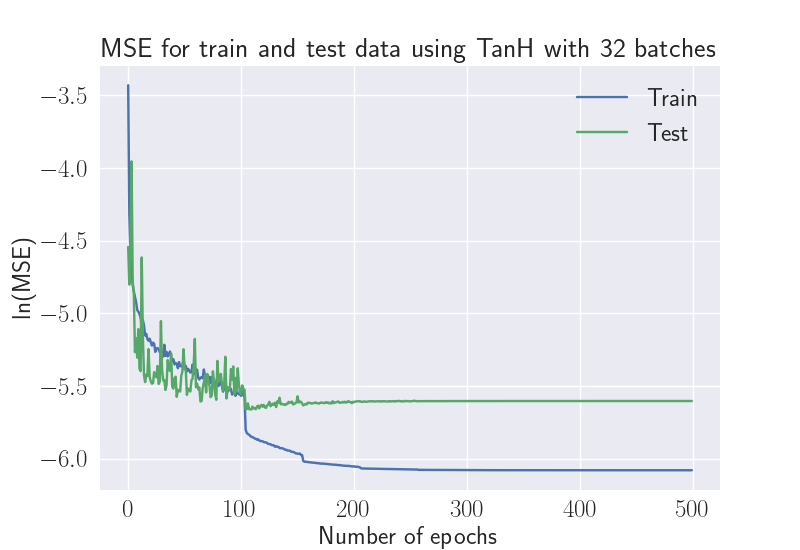 MSE for train and test data using TanH with 32 batches
Train
Test
ln(MSE)
−3.5
−4.0
−4.5
−5.0
−5.5
−6.0
0 100 200 300 400 500
Number of epochs